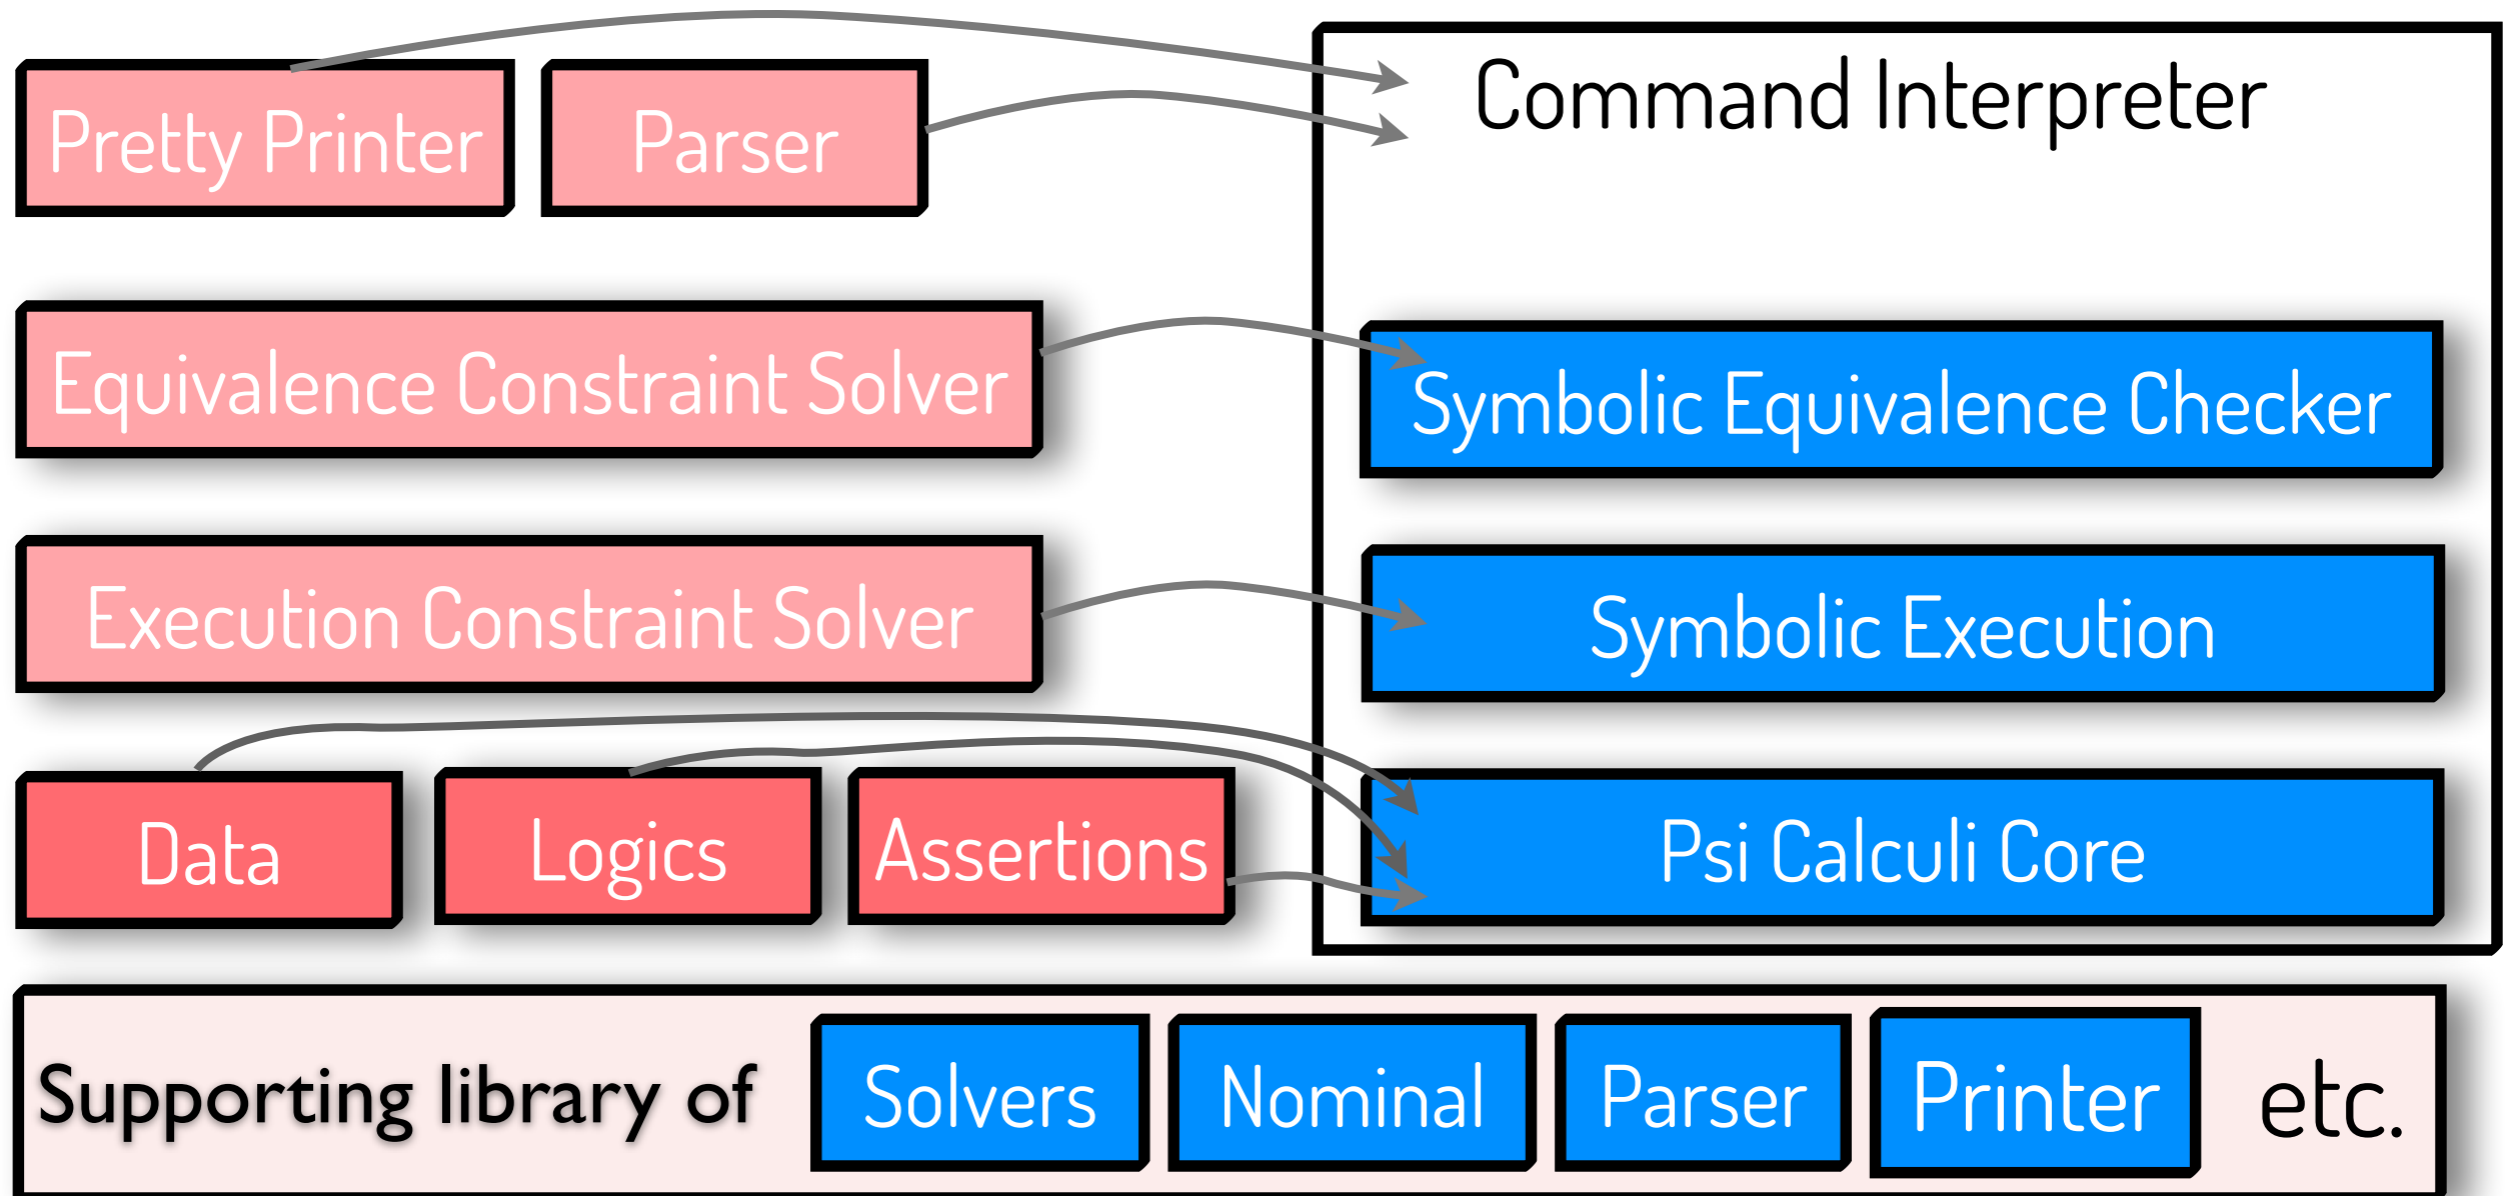 Pretty Printer
Parser
Command Interpreter
Equivalence Constraint Solver
Symbolic Equivalence Checker
Execution Constraint Solver
Symbolic Execution
Data
Logics
Assertions
Psi Calculi Core
Supporting library of
Solvers
Nominal
Parser
Printer
etc.